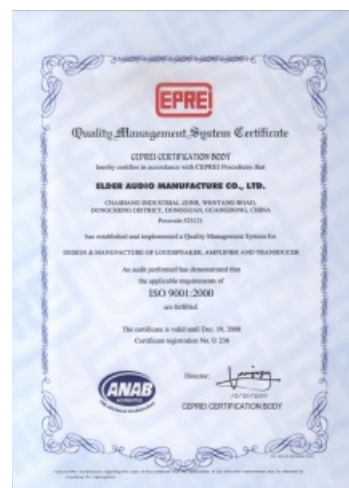 CEPREI
Quality Management System Certificate
CEPREI CERTIFICATION BODY
hereby certifies in accordance with CEPREI Procedures that
ELDER AUDIO MANUFACTURE CO., LTD.
CHASHANG INDUSTRIAL ZONE, WENTANG ROAD,
DONGCHENG DISTRICT, DONGGUAN, GUANGDONG, CHINA
Postcode 523121
has established and implemented a Quality Management System for
DESIGN & MANUFACTURE OF LOUDSPEAKER, AMPLIFIER AND TRANSDUCER
An audit performed has demonstrated that
the applicable requirements of
ISO 9001:2000
are fulfilled.
The certificate is valid until Dec. 19, 2008
Certificate registration No. U 238
ANAB
ACCREDITED
Director:
CEPREI CERTIFICATION BODY